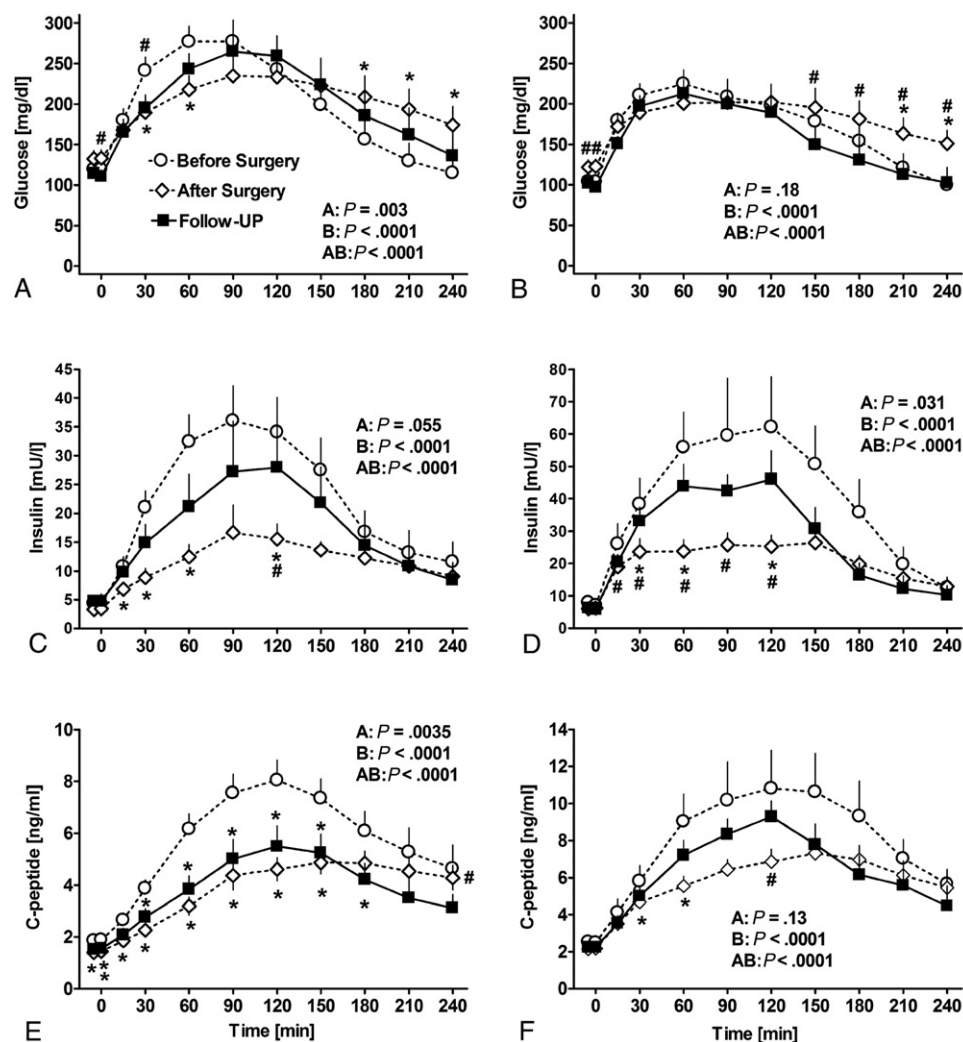 300
250
200
150
100
50
0
Glucose [mg/dl]
#
#
*
*
*
*
*
Before Surgery
After Surgery
Follow-UP
A: P = .003
B: P < .0001
AB: P < .0001
0 30 60 90 120 150 180 210 240
A
300
250
200
150
100
50
0
Glucose [mg/dl]
##
#
#
#
*
#
*
A: P = .18
B: P < .0001
AB: P < .0001
0 30 60 90 120 150 180 210 240
B
45
40
35
30
25
20
15
10
5
0
Insulin [mU/l]
A: P = .055
B: P < .0001
AB: P < .0001
*
*
*
*
#
0 30 60 90 120 150 180 210 240
C
80
70
60
50
40
30
20
10
0
Insulin [mU/l]
A: P = .031
B: P < .0001
AB: P < .0001
#
*
#
*
#
#
*
#
0 30 60 90 120 150 180 210 240
D
10
8
6
4
2
0
C-peptide [ng/ml]
A: P = .0035
B: P < .0001
AB: P < .0001
*
*
*
*
*
#
*
*
*
*
*
*
*
*
*
*
0 30 60 90 120 150 180 210 240
Time [min]
E
14
12
10
8
6
4
2
0
C-peptide [ng/ml]
*
*
#
A: P = .13
B: P < .0001
AB: P < .0001
0 30 60 90 120 150 180 210 240
Time [min]
F